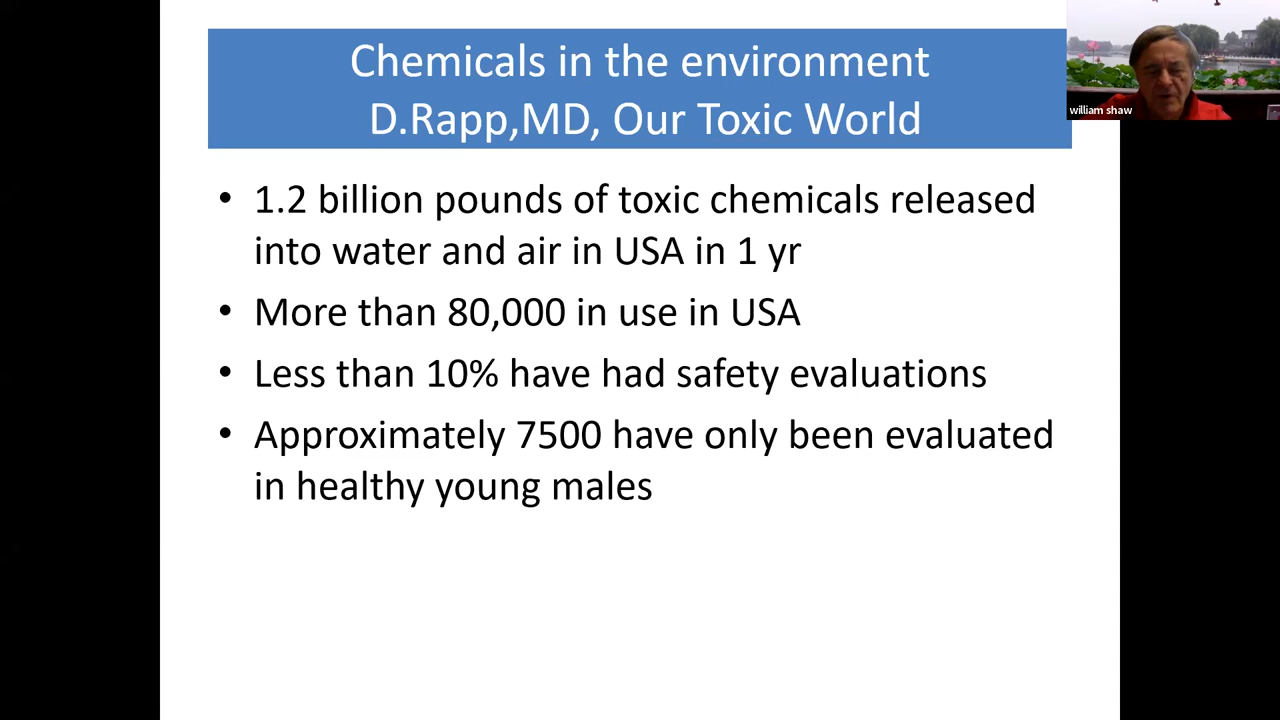 Chemicals in the environment
D.Rapp,MD, Our Toxic World
william shaw
• 1.2 billion pounds of toxic chemicals released
into water and air in USA in 1 yr
• More than 80,000 in use in USA
• Less than 10% have had safety evaluations
• Approximately 7500 have only been evaluated
in healthy young males